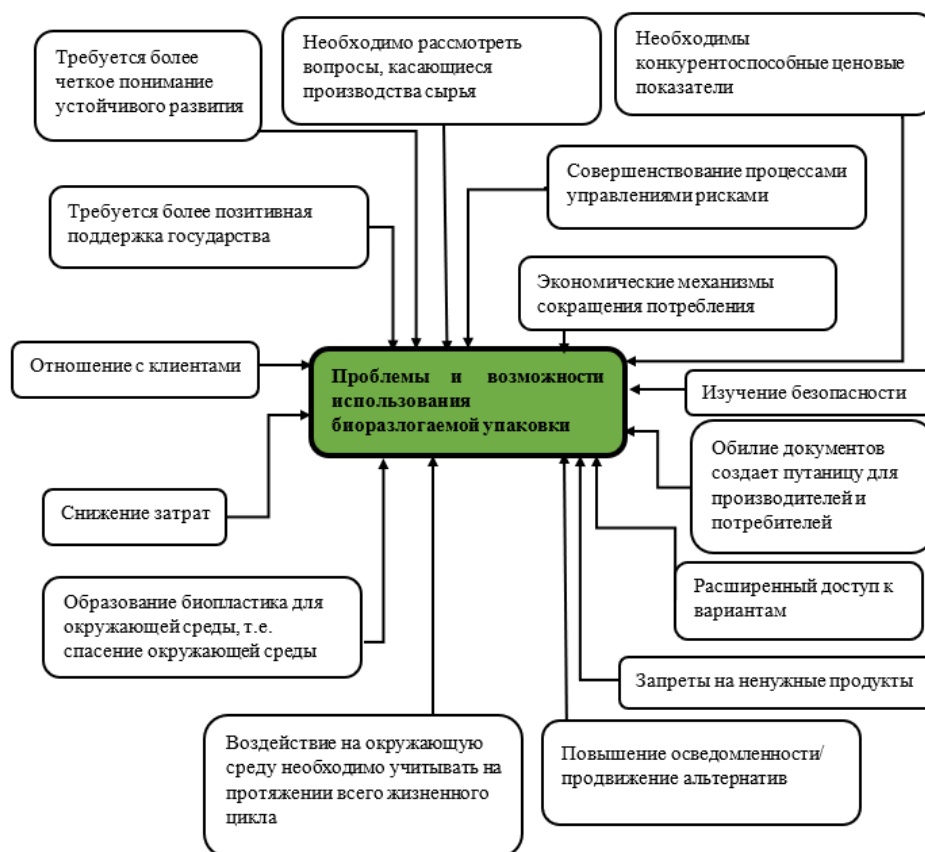 Требуется более
четкое понимание
устойчивого развития
Необходимо рассмотреть
вопросы, касающиеся
производства сырья
Необходимы
конкурентоспособные ценовые
показатели
Совершенствование процессами
управлениями рисками
Требуется более позитивная
поддержка государства
Экономические механизмы
сокращения потребления
Отношение с клиентами
Проблемы и возможности
использования
биоразлогаемой упаковки
Изучение безопасности
Обилие документов
создает путаницу для
производителей и
потребителей
Снижение затрат
Образование биопластика для
окружающей среды, т.е.
спасение окружающей среды
Расширенный доступ к
вариантам
Запреты на ненужные продукты
Воздействие на окружающую
среду необходимо учитывать на
протяжении всего жизненного
цикла
Повышение осведомленности/
продвижение альтернатив